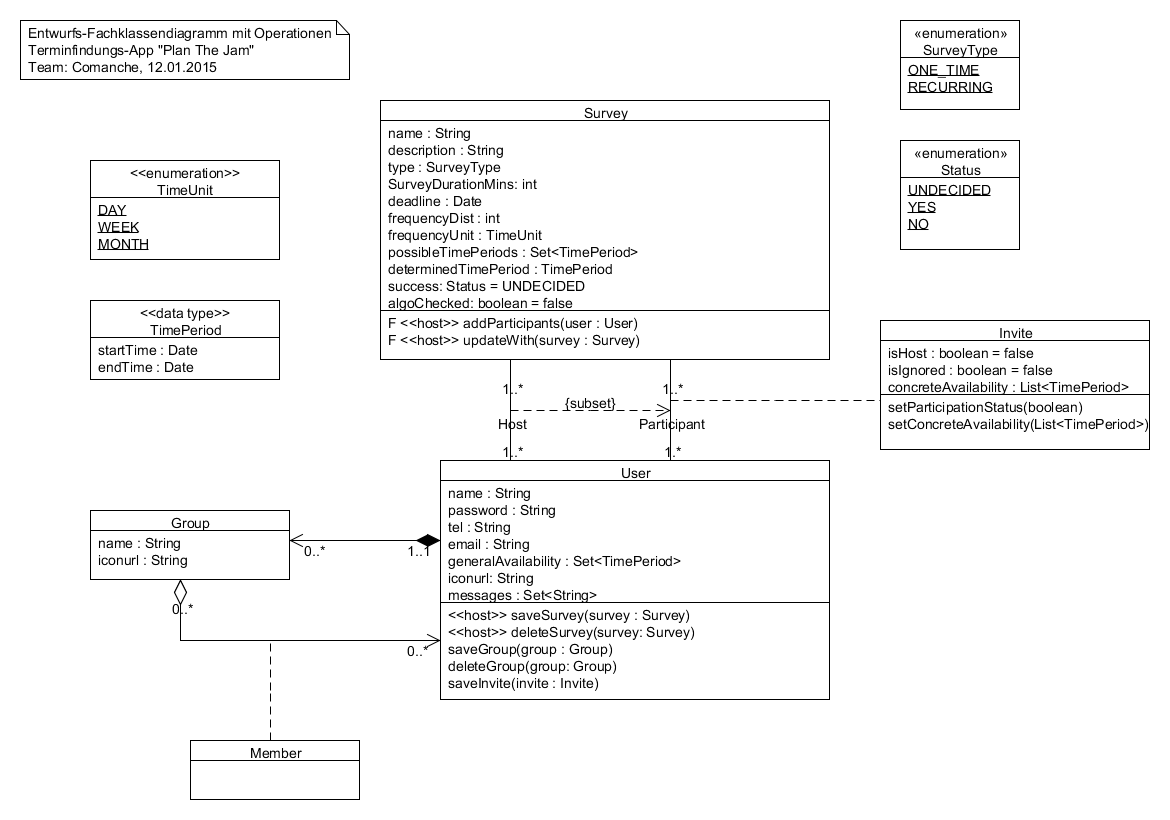 Entwurfs-Fachklassendiagramm mit Operationen
Terminfindungs-App "Plan The Jam"
Team: Comanche, 12.01.2015
«enumeration»
SurveyType
ONE_TIME
RECURRING
Survey
name : String
description : String
type : SurveyType
SurveyDurationMins: int
deadline : Date
frequencyDist : int
frequencyUnit : TimeUnit
possibleTimePeriods : Set<TimePeriod>
determinedTimePeriod : TimePeriod
success: Status = UNDECIDED
algoChecked: boolean = false
F <<host>> addParticipants(user : User)
F <<host>> updateWith(survey : Survey)
«enumeration»
Status
UNDECIDED
YES
NO
<<enumeration>>
TimeUnit
DAY
WEEK
MONTH
<<data type>>
TimePeriod
startTime : Date
endTime : Date
Invite
isHost : boolean = false
isIgnored : boolean = false
concreteAvailability : List<TimePeriod>
setParticipationStatus(boolean)
setConcreteAvailability(List<TimePeriod>)
1..*
1..*
{subset}
Host
Participant
1..*
1.*
User
name : String
password : String
tel : String
email : String
generalAvailability : Set<TimePeriod>
iconurl: String
messages : Set<String>
<<host>> saveSurvey(survey : Survey)
<<host>> deleteSurvey(survey: Survey)
saveGroup(group : Group)
deleteGroup(group: Group)
saveInvite(invite : Invite)
Group
name : String
iconurl : String
0..*
1..1
0..*
0..*
Member